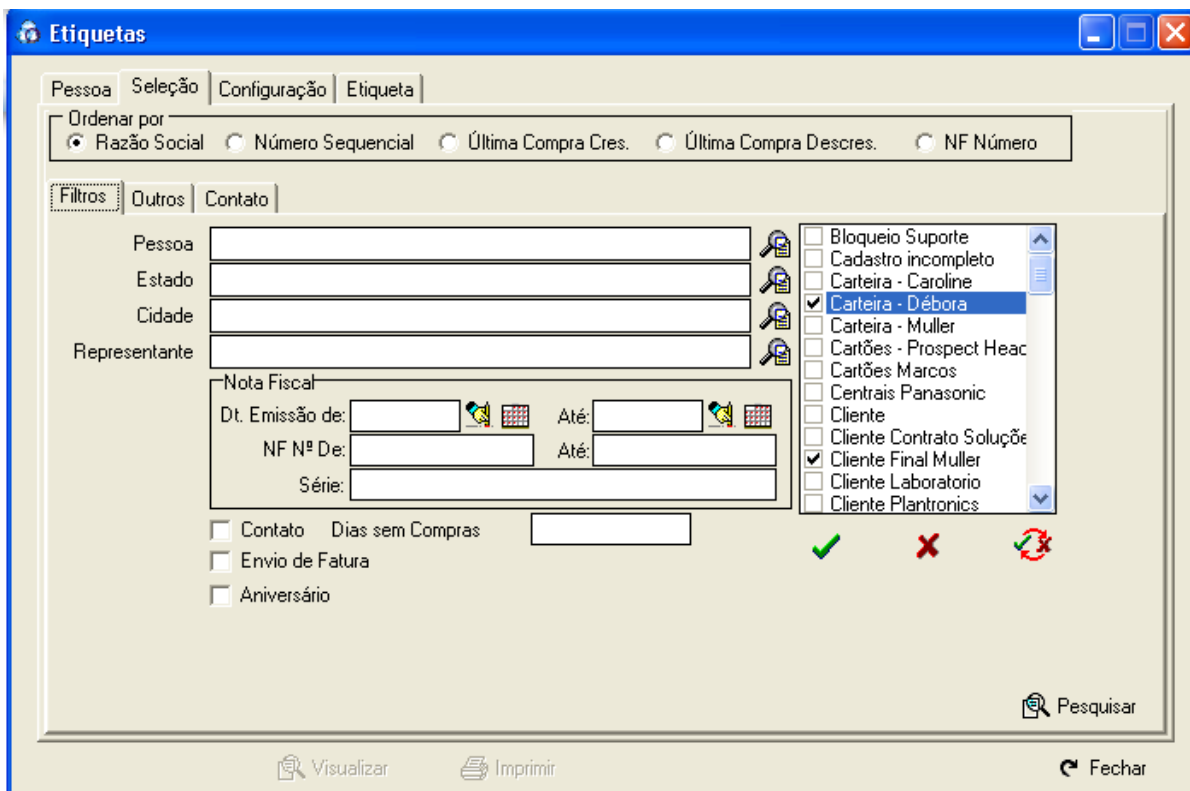 Etiquetas
Pessoa Seleção Configuração Etiqueta
Ordenar por
Razão Social Número Sequencial Última Compra Cres. Última Compra Descres. NF Número
Filtros Outros Contato
Pessoa
Estado
Cidade
Representante
Nota Fiscal
Dt. Emissão de: Até:
NF Nº De: Até:
Série:
Contato Dias sem Compras
Envio de Fatura
Aniversário
Bloqueio Suporte
Cadastro incompleto
Carteira - Caroline
Carteira - Débora
Carteira - Muller
Cartões - Prospect Heac
Cartões Marcos
Centrais Panasonic
Cliente
Cliente Contrato Soluçõe
Cliente Final Muller
Cliente Laboratorio
Cliente Plantronics
Pesquisar
Visualizar Imprimir Fechar